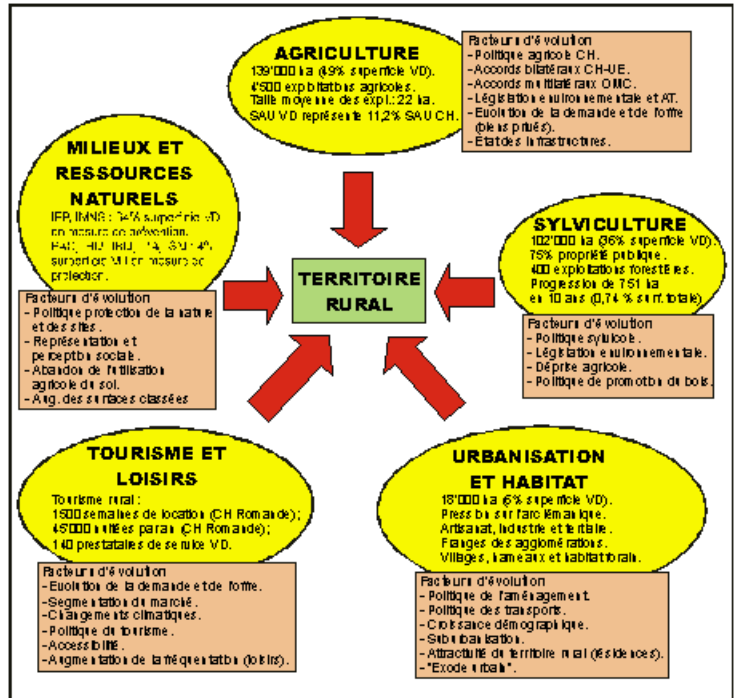 AGRICULTURE
139'000 ha (49% superficie VD).
4'500 exploitations agricoles.
Taille moyenne des expl.: 22 ha.
SAU VD représente 11,2% SAU CH.
Facteurs d'évolution
- Politique agricole CH.
- Accords bilatéraux CH-UE.
- Accords multilatéraux OMC.
- Législation environnementale et AT.
- Evolution de la demande et de l'offre
(biens privés).
- État des infrastructures.
MILIEUX ET
RESSOURCES
NATURELS
superficie VD
en mesure de prévention.
en mesure de
protection.
Facteurs d'évolution
- Politique protection de la nature
et des sites.
- Représentation et
perception sociale.
- Abandon de l'utilisation
agricole du sol.
- Aug. des surfaces classées
SYLVICULTURE
102'000 ha (36% superficie VD).
75% propriété publique.
400 exploitations forestières.
Progression de 751 ha
en 10 ans (0,74 % surf. totale)
Facteurs d'évolution
- Politique sylvicole.
- Législation environnementale.
- Déprise agricole.
- Politique de promotion du bois.
TERRITOIRE
RURAL
TOURISME ET
LOISIRS
Tourisme rural :
1500 semaines de location (CH Romande);
45'000 nuitées par an (CH Romande);
140 prestataires de service VD.
Facteurs d'évolution
- Evolution de la demande et de l'offre.
- Segmentation du marché.
- Changements climatiques.
- Politique du tourisme.
- Accessibilité.
- Augmentation de la fréquentation (loisirs).
URBANISATION
ET HABITAT
18'000 ha (6% superficie VD).
Pression sur l'arc lémanique.
Artisanat, industrie et tertiaire.
Franges des agglomérations.
Villages, hameaux et habitat forain.
Facteurs d'évolution
- Politique de l'aménagement.
- Politique des transports.
- Croissance démographique.
- Suburbanisation.
- Attractivité du territoire rural (résidences).
- "Exode urbain".